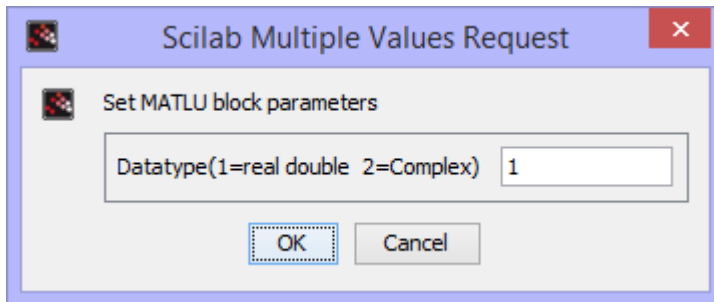 Scilab Multiple Values Request
Set MATLU block parameters
Datatype(1=real double  2=Complex) 1
OK Cancel